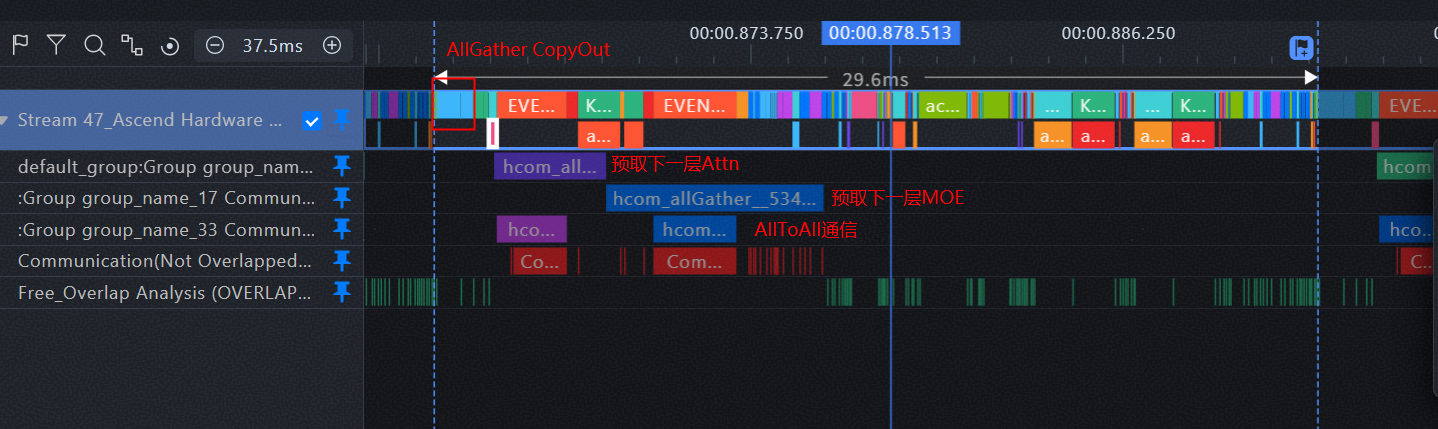 37.5ms
00:00.873.750
00:00.878.513
00:00.886.250
AllGather CopyOut
29.6ms
Stream 47_Ascend Hardware ...
EVE...
K...
EVEN...
ac...
...
K...
...
K...
EVE...
a...
a...
a...
a...
a...
default_group:Group group_nam...
hcom_all...
预取下一层Attn
hcom
:Group group_name_17 Commun...
hcom_allGather__534...
预取下一层MOE
:Group group_name_33 Commun...
hco...
hcom...
AllToAll通信
hco...
Communication(Not Overlapped...
Co...
Com...
C...
Free_Overlap Analysis (OVERLAP...